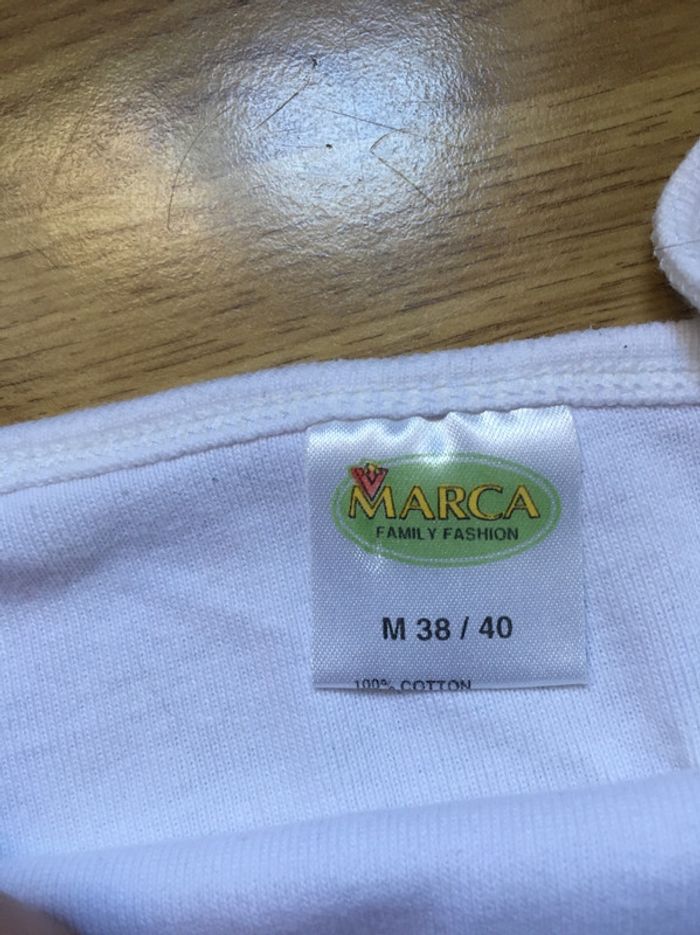 MARCA
FAMILY FASHION
M 38 / 40
100% COTTON